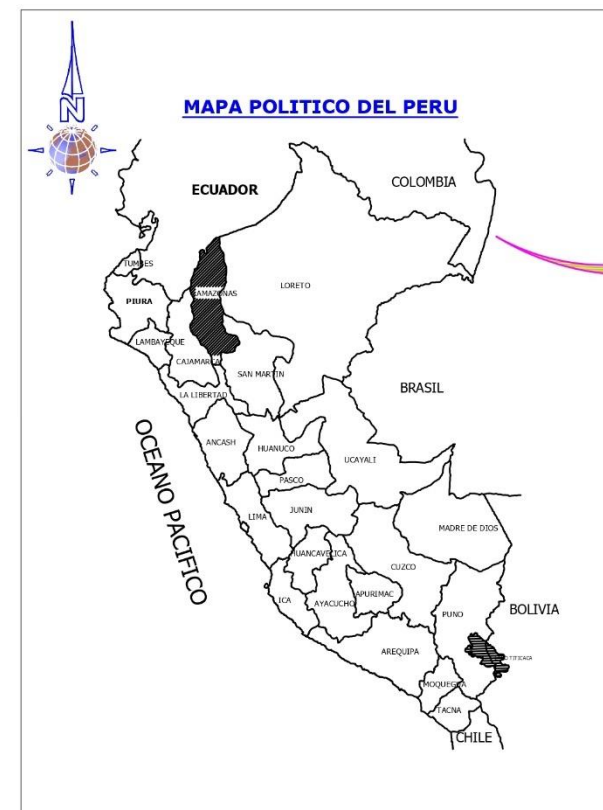 N
MAPA POLITICO DEL PERU
COLOMBIA
ECUADOR
TUMBES
LORETO
AMAZONAS
PIURA
LAMBAYEQUE
CAJAMARCA
SAN MARTIN
BRASIL
LA LIBERTAD
ANCASH
HUANUCO
UCAYALI
PASCO
OCEANO PACIFICO
LIMA
JUNIN
MADRE DE DIOS
HUANCAVELICA
CUZCO
ICA
AYACUCHO
APURIMAC
PUNO
BOLIVIA
AREQUIPA
TITICACA
MOQUEGUA
TACNA
CHILE